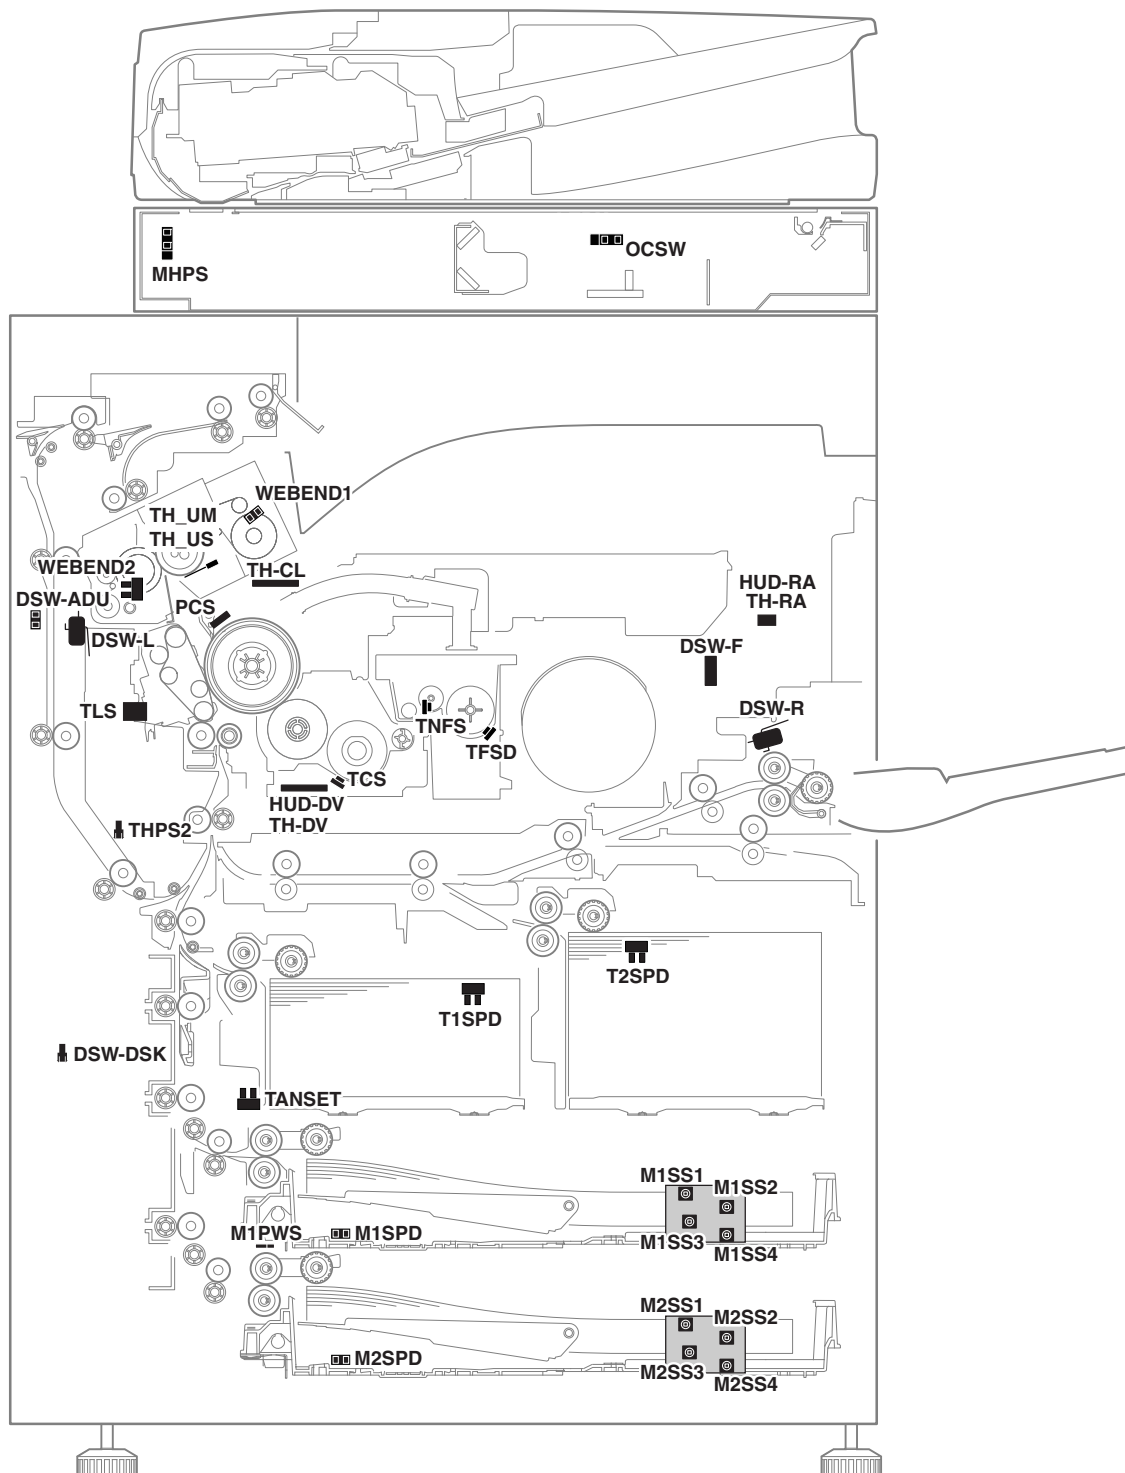 MHPS
OCSW
WEBEND1
TH_UM
TH_US
WEBEND2
TH-CL
DSW-ADU
PCS
HUD-RA
TH-RA
DSW-L
DSW-F
TLS
TNFS
DSW-R
TFSD
TCS
HUD-DV
TH-DV
THPS2
T2SPD
T1SPD
DSW-DSK
TANSET
M1SS1
M1SS2
M1PWS
M1SPD
M1SS3
M1SS4
M2SS1
M2SS2
M2SPD
M2SS3
M2SS4